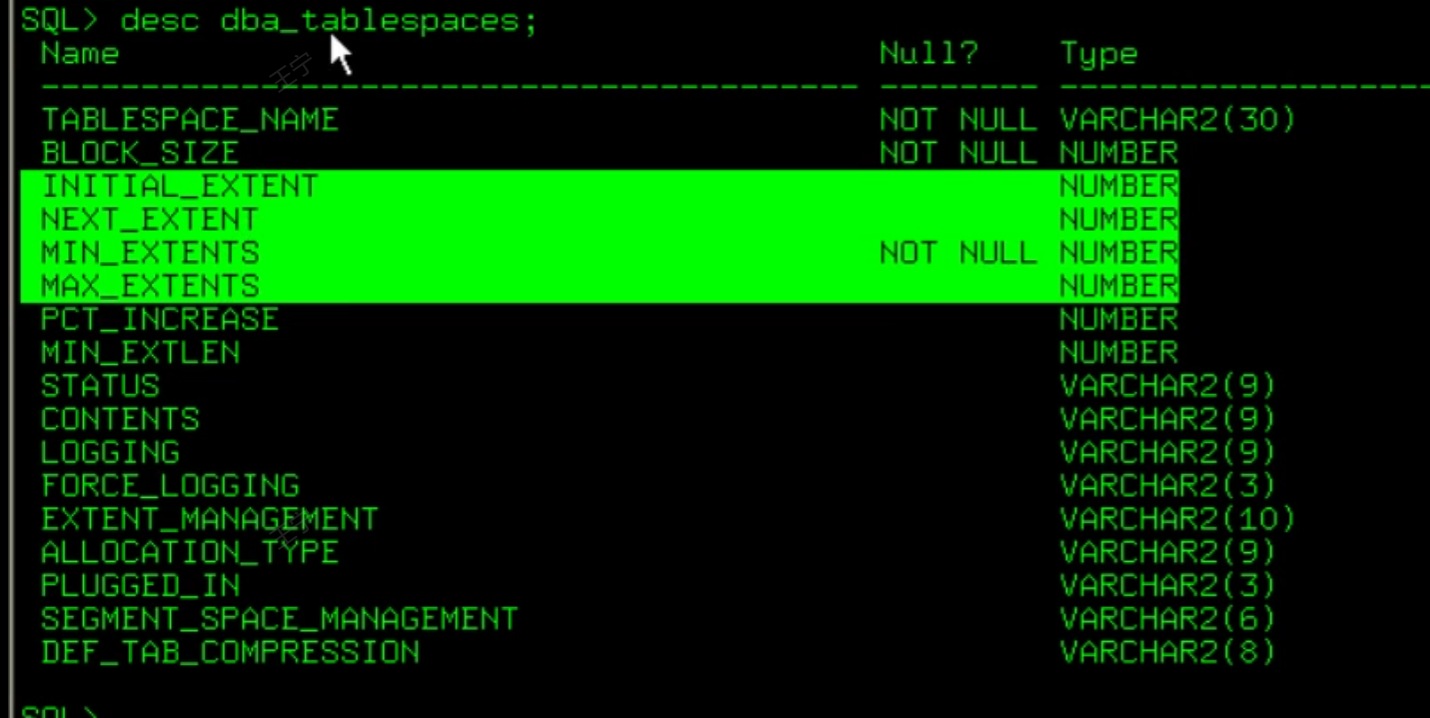 SQL> desc dba_tablespaces;
Name Null? Type
----------------------------------------- -------- ------------------
TABLESPACE_NAME NOT NULL VARCHAR2(30)
BLOCK_SIZE NOT NULL NUMBER
INITIAL_EXTENT NUMBER
NEXT_EXTENT NUMBER
MIN_EXTENTS NOT NULL NUMBER
MAX_EXTENTS NUMBER
PCT_INCREASE NUMBER
MIN_EXTLEN NUMBER
STATUS VARCHAR2(9)
CONTENTS VARCHAR2(9)
LOGGING VARCHAR2(9)
FORCE_LOGGING VARCHAR2(3)
EXTENT_MANAGEMENT VARCHAR2(10)
ALLOCATION_TYPE VARCHAR2(9)
PLUGGED_IN VARCHAR2(3)
SEGMENT_SPACE_MANAGEMENT VARCHAR2(6)
DEF_TAB_COMPRESSION VARCHAR2(8)
SQL>